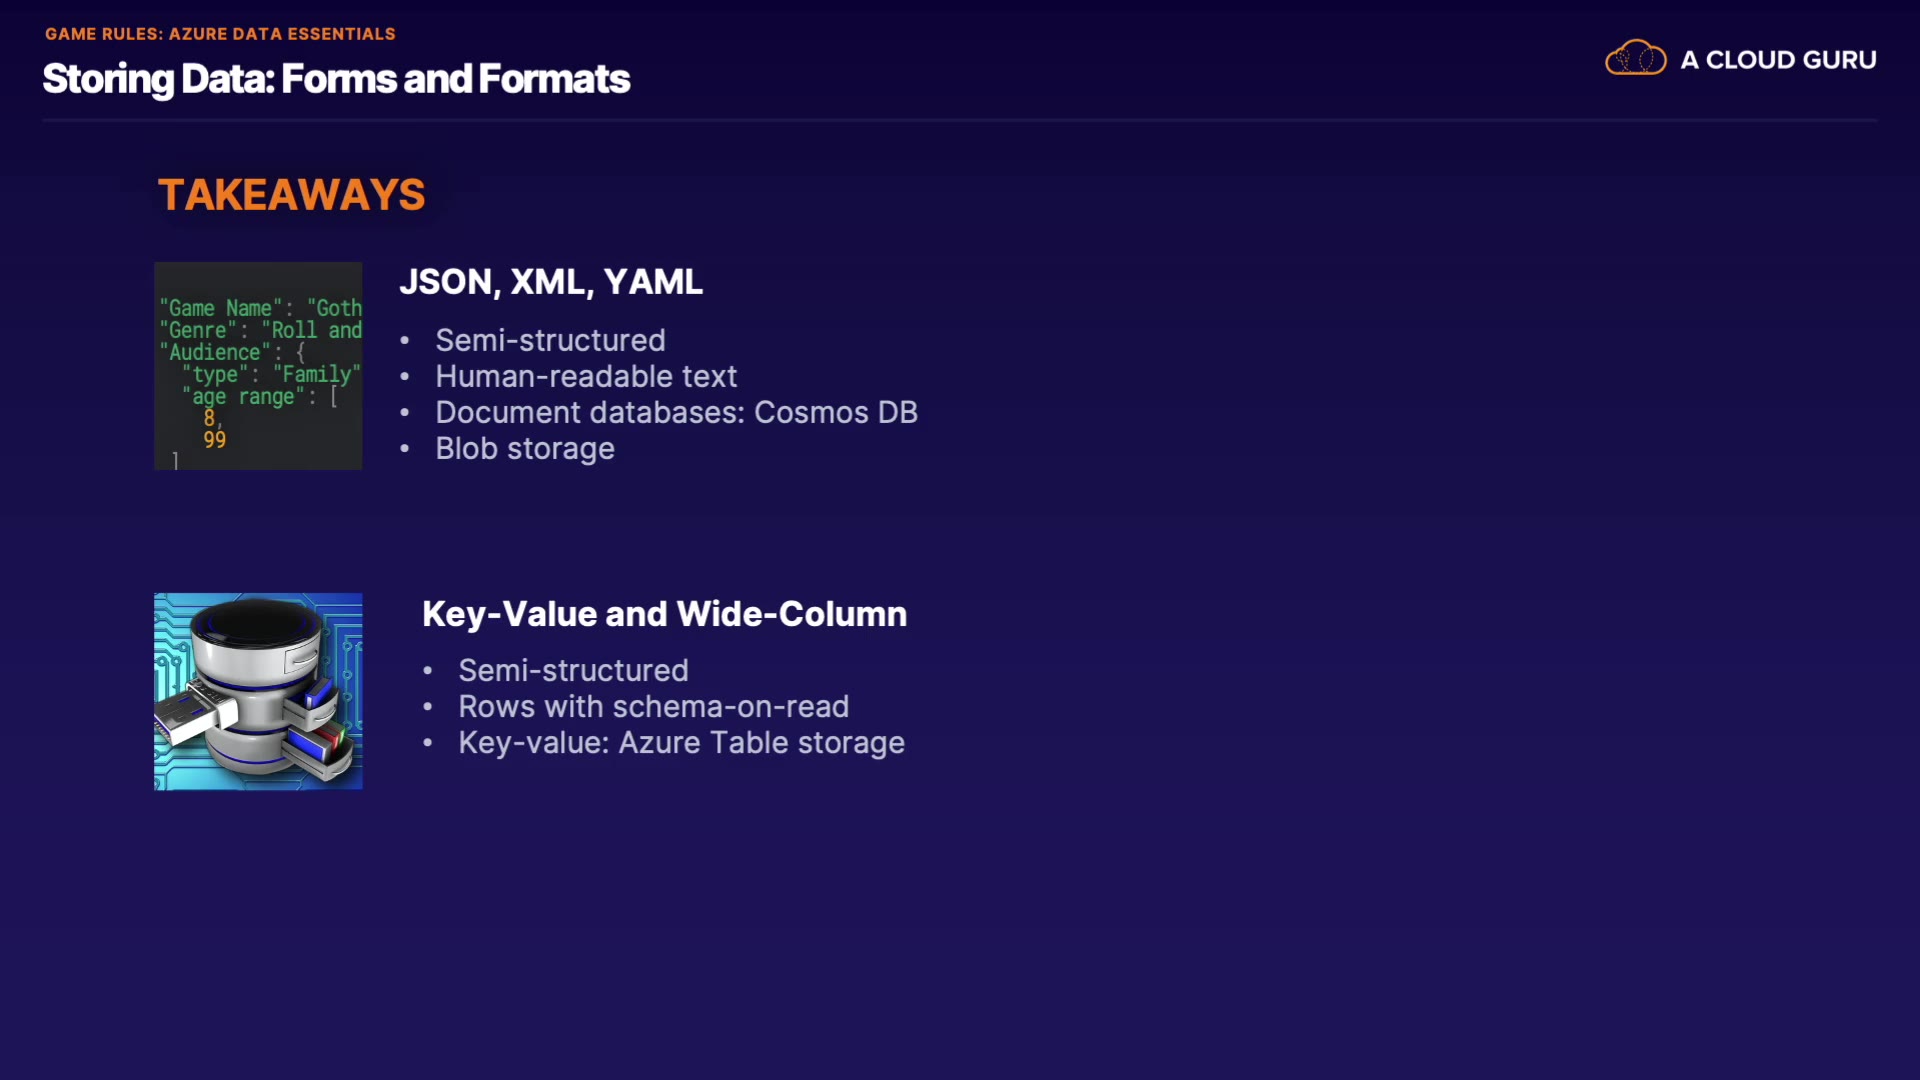 GAME RULES: AZURE DATA ESSENTIALS
Storing Data: Forms and Formats
A CLOUD GURU
TAKEAWAYS
"Game Name": "Goth
"Genre": "Roll and
"Audience": {
"type": "Family"
"age range": [
8,
99
]
JSON, XML, YAML
• Semi-structured
• Human-readable text
• Document databases: Cosmos DB
• Blob storage
Key-Value and Wide-Column
• Semi-structured
• Rows with schema-on-read
• Key-value: Azure Table storage